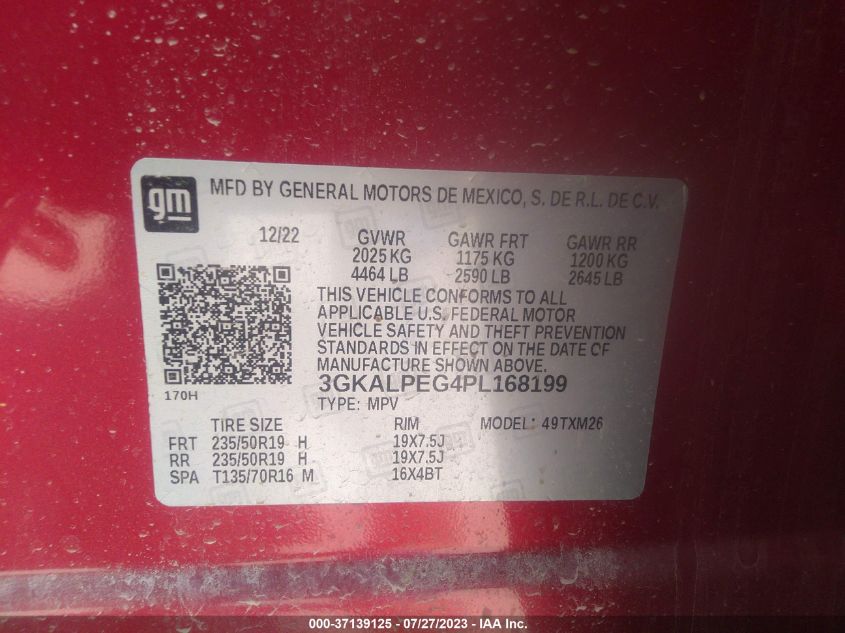 gm
MFD BY GENERAL MOTORS DE MEXICO, S. DE R.L. DE C.V.
12/22 GVWR GAWR FRT GAWR RR
2025 KG 1175 KG 1200 KG
4464 LB 2590 LB 2645 LB
THIS VEHICLE CONFORMS TO ALL
APPLICABLE U.S. FEDERAL MOTOR
VEHICLE SAFETY AND THEFT PREVENTION
STANDARDS IN EFFECT ON THE DATE OF
MANUFACTURE SHOWN ABOVE.
3GKALPEG4PL168199
170H
TYPE: MPV
TIRE SIZE RIM MODEL: 49TXM26
FRT 235/50R19 H 19X7.5J
RR 235/50R19 H 19X7.5J
SPA T135/70R16 M 16X4BT
000-37139125 - 07/27/2023 - IAA Inc.